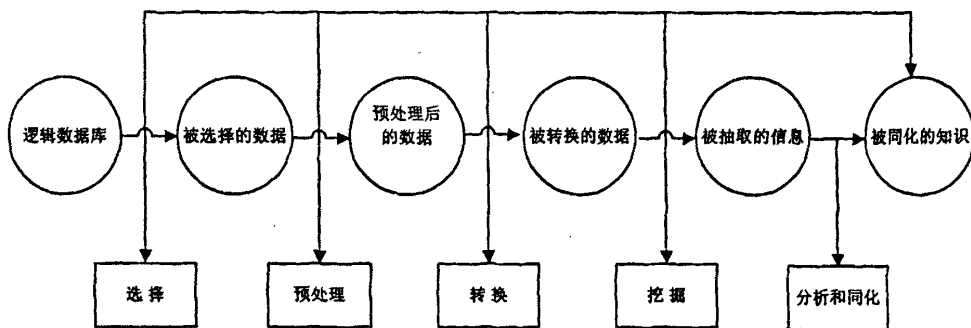 逻辑数据库
被选择的数据
预处理后
的数据
被转换的数据
被抽取的信息
被同化的知识
选择
预处理
转换
挖掘
分析和同化